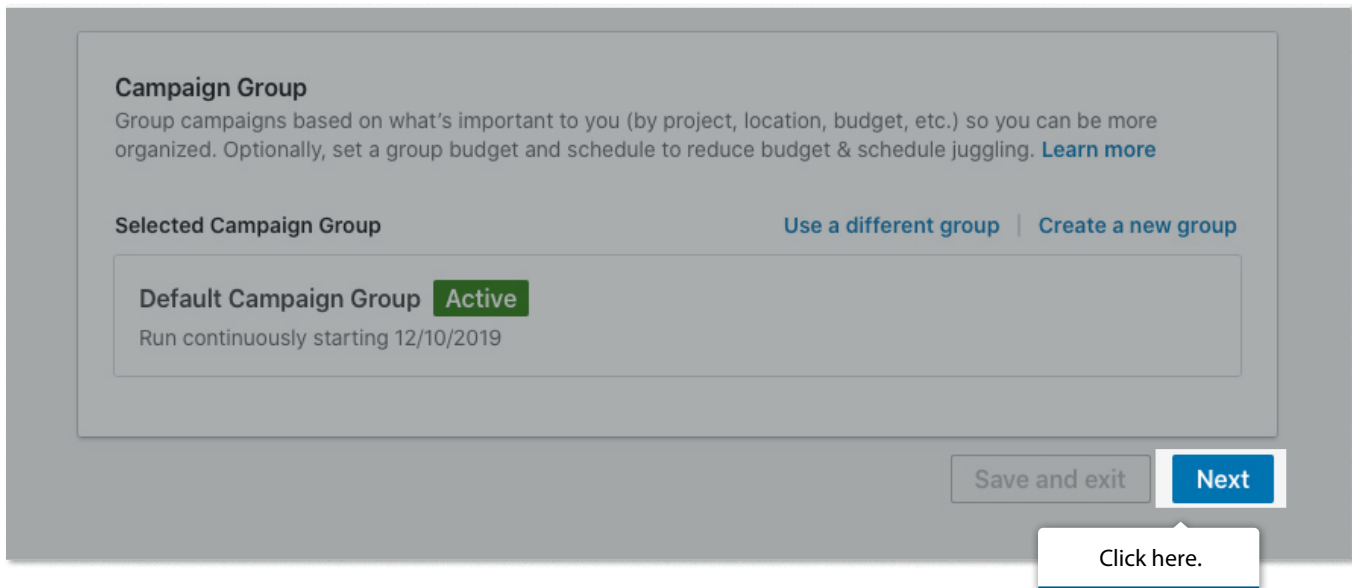 Campaign Group
Group campaigns based on what’s important to you (by project, location, budget, etc.) so you can be more
organized. Optionally, set a group budget and schedule to reduce budget & schedule juggling. Learn more
Selected Campaign Group
Use a different group | Create a new group
Default Campaign Group Active
Run continuously starting 12/10/2019
Save and exit
Next
Click here.